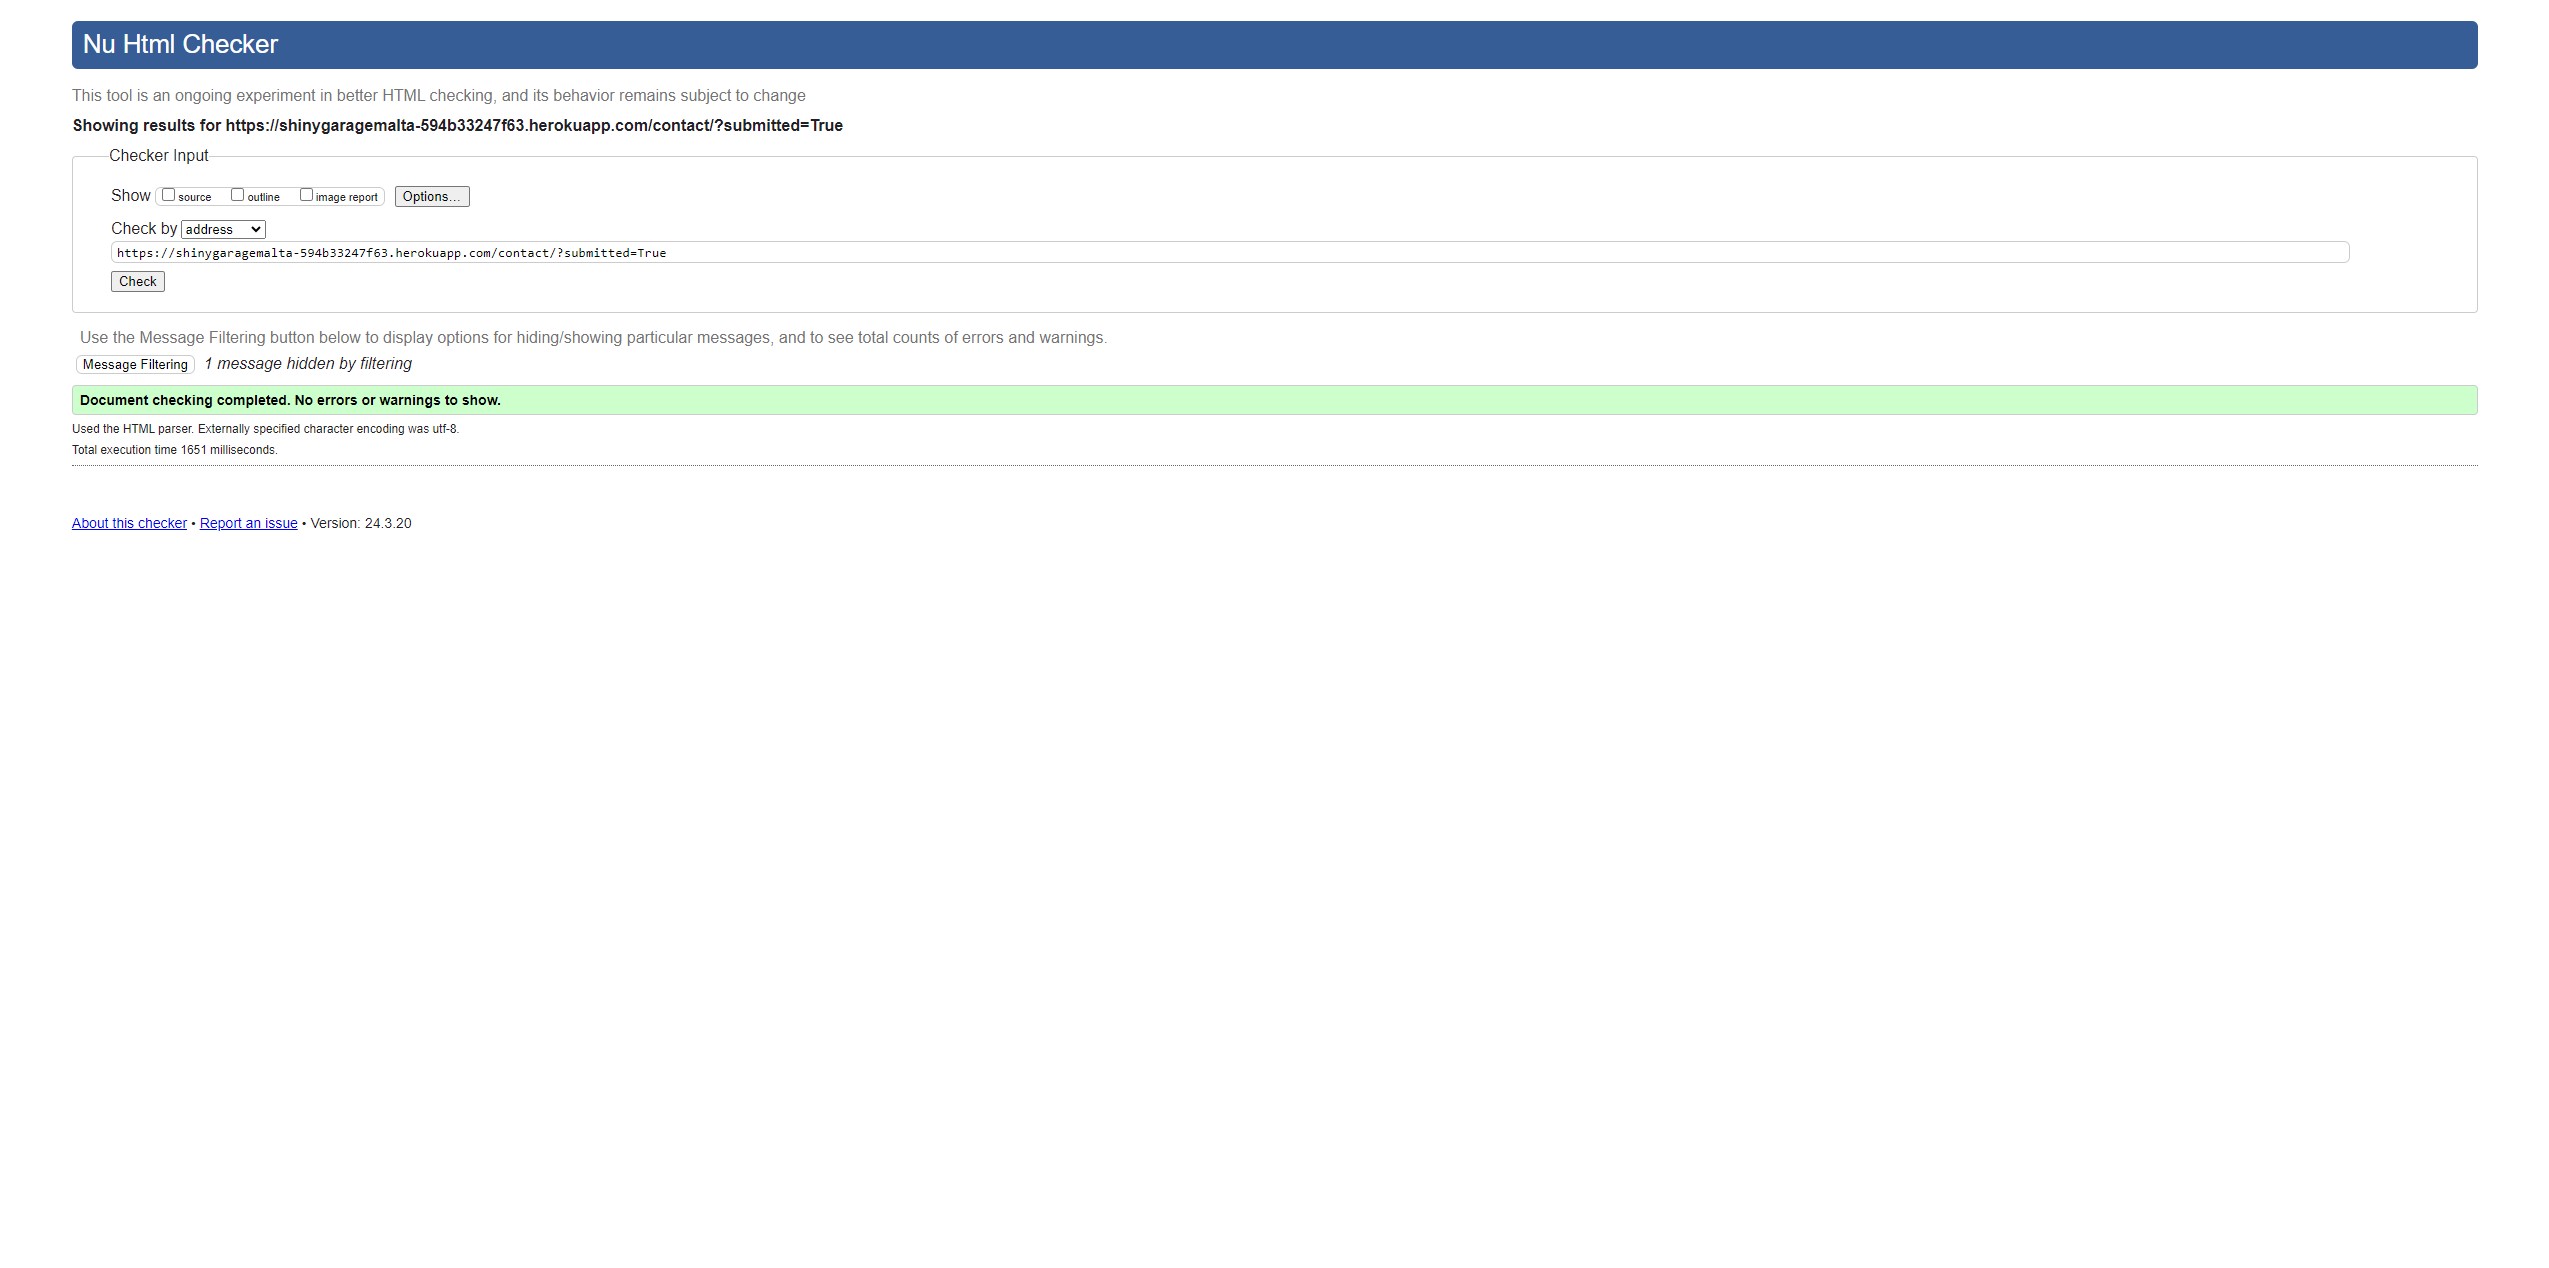 Nu Html Checker
This tool is an ongoing experiment in better HTML checking, and its behavior remains subject to change
Showing results for https://shinygaragemalta-594b33247f63.herokuapp.com/contact/?submitted=True
Checker Input
Show source outline image report Options...
Check by address
https://shinygaragemalta-594b33247f63.herokuapp.com/contact/?submitted=True
Check
Use the Message Filtering button below to display options for hiding/showing particular messages, and to see total counts of errors and warnings.
Message Filtering 1 message hidden by filtering
Document checking completed. No errors or warnings to show.
Used the HTML parser. Externally specified character encoding was utf-8.
Total execution time 1651 milliseconds.
About this checker • Report an issue • Version: 24.3.20